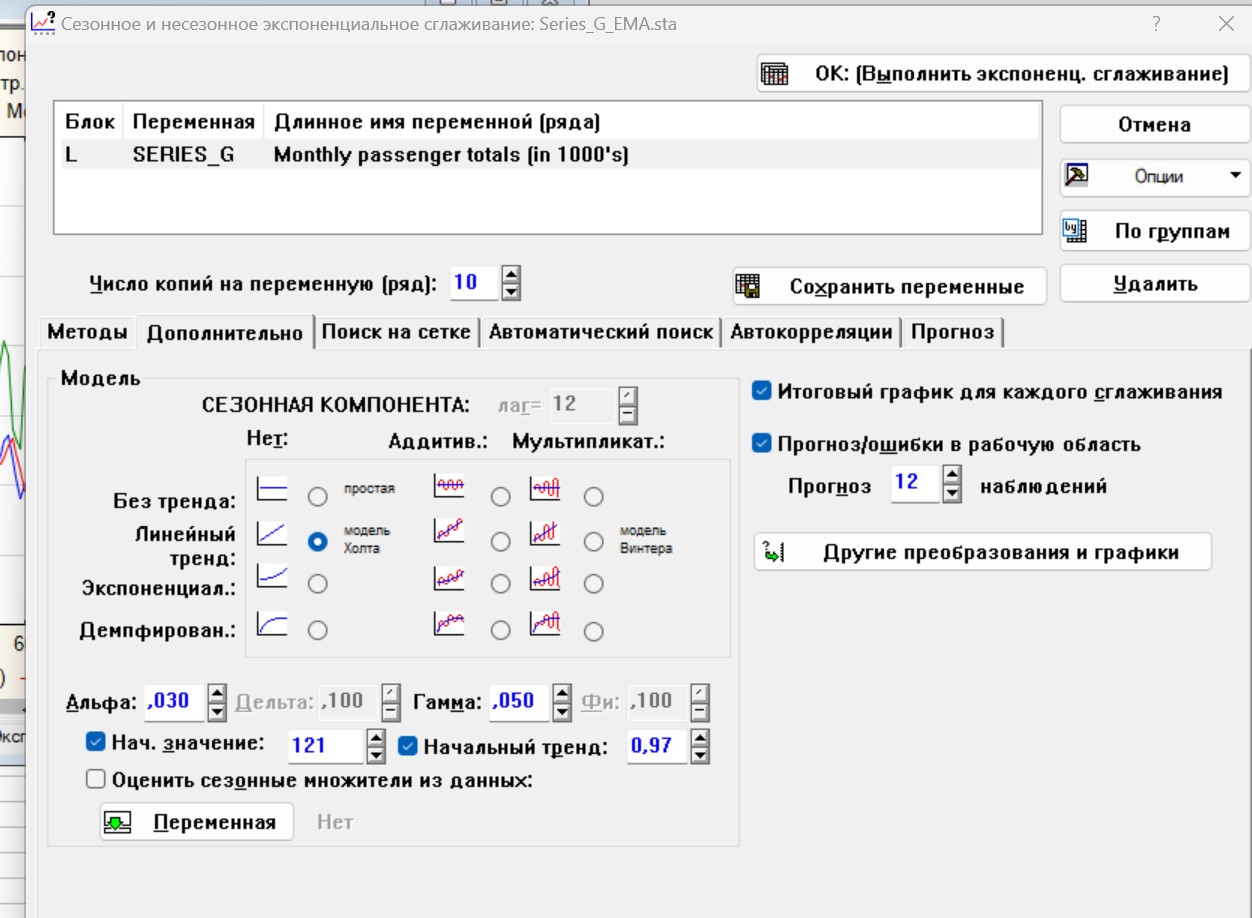 Сезонное и несезонное экспоненциальное сглаживание: Series_G_EMA.sta
?
ОК: (Выполнить экспоненц. сглаживание)
Блок Переменная Длинное имя переменной (ряда)
L SERIES_G Monthly passenger totals (in 1000's)
Отмена
Опции
По группам
Удалить
Число копий на переменную (ряд): 10
Сохранить переменные
Методы Дополнительно Поиск на сетке Автоматический поиск Автокорреляции Прогноз
Модель
СЕЗОННАЯ КОМПОНЕНТА: лаг= 12
Нет: Аддитив.: Мультипликат.:
Без тренда: простая
Линейный тренд: модель Холта модель Винтера
Экспоненциал.:
Демпфирован.:
Альфа: ,030 Дельта: ,100 Гамма: ,050 Фи: ,100
Нач. значение: 121 Начальный тренд: 0,97
Оценить сезонные множители из данных:
Переменная Нет
Итоговый график для каждого сглаживания
Прогноз/ошибки в рабочую область
Прогноз 12 наблюдений
Другие преобразования и графики